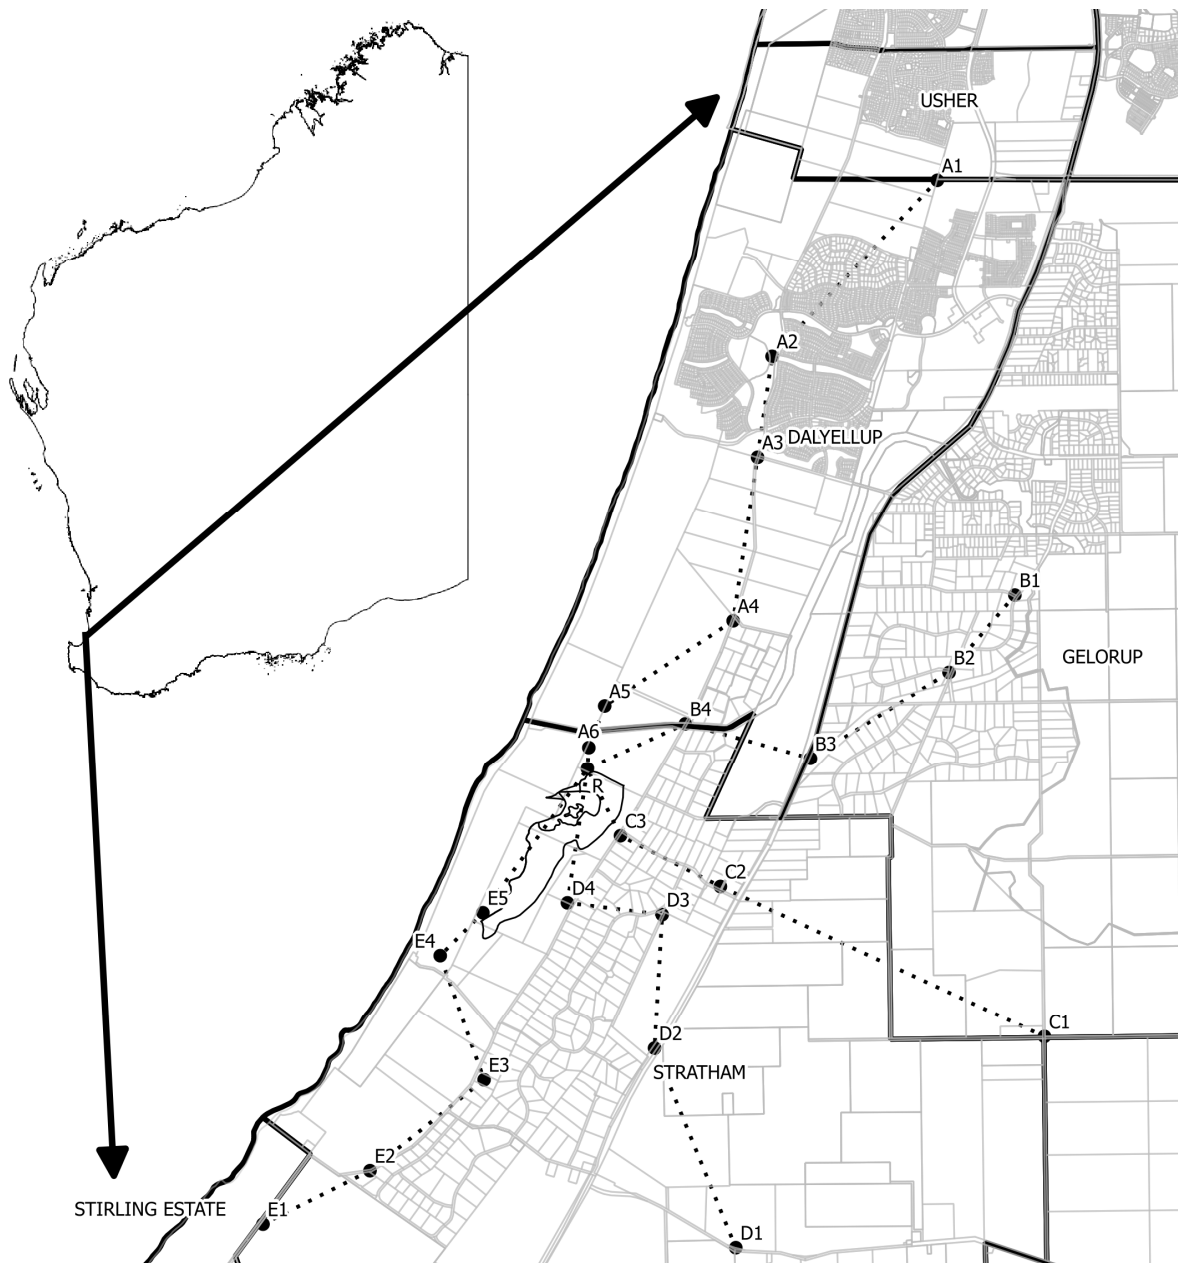 USHER
A1
A2
A3
DALYELLUP
B1
A4
B2
GELORUP
A5
B4
A6
B3
R
C3
C2
D4
D3
E5
E4
C1
D2
E3
STRATHAM
E2
STIRLING ESTATE
E1
D1